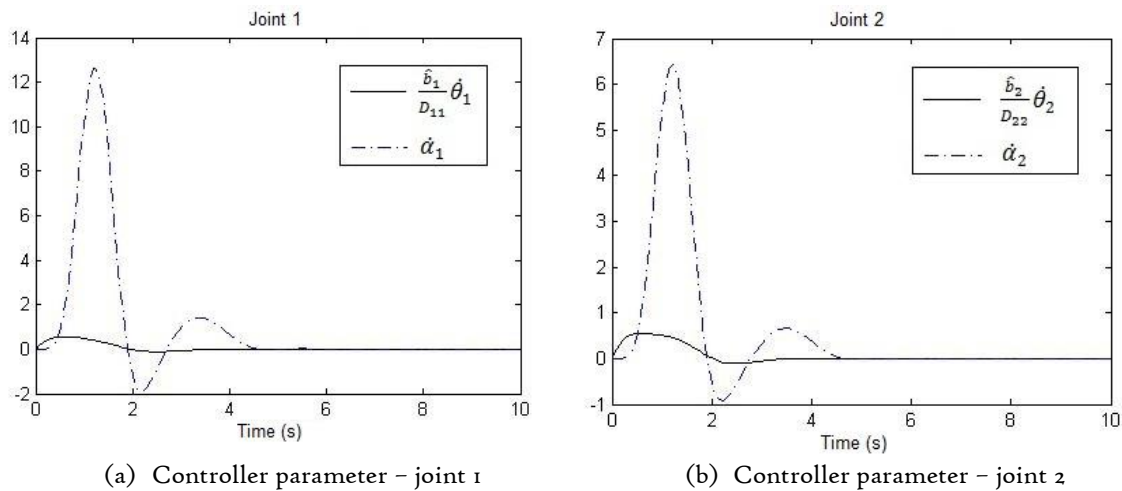 Joint 1
14
12
10
8
6
4
2
0
-2
0 2 4 6 8 10
Time (s)
b̂₁/D₁₁ θ̇₁
α̇₁
(a) Controller parameter – joint 1
Joint 2
7
6
5
4
3
2
1
0
-1
0 2 4 6 8 10
Time (s)
b̂₂/D₂₂ θ̇₂
α̇₂
(b) Controller parameter – joint 2